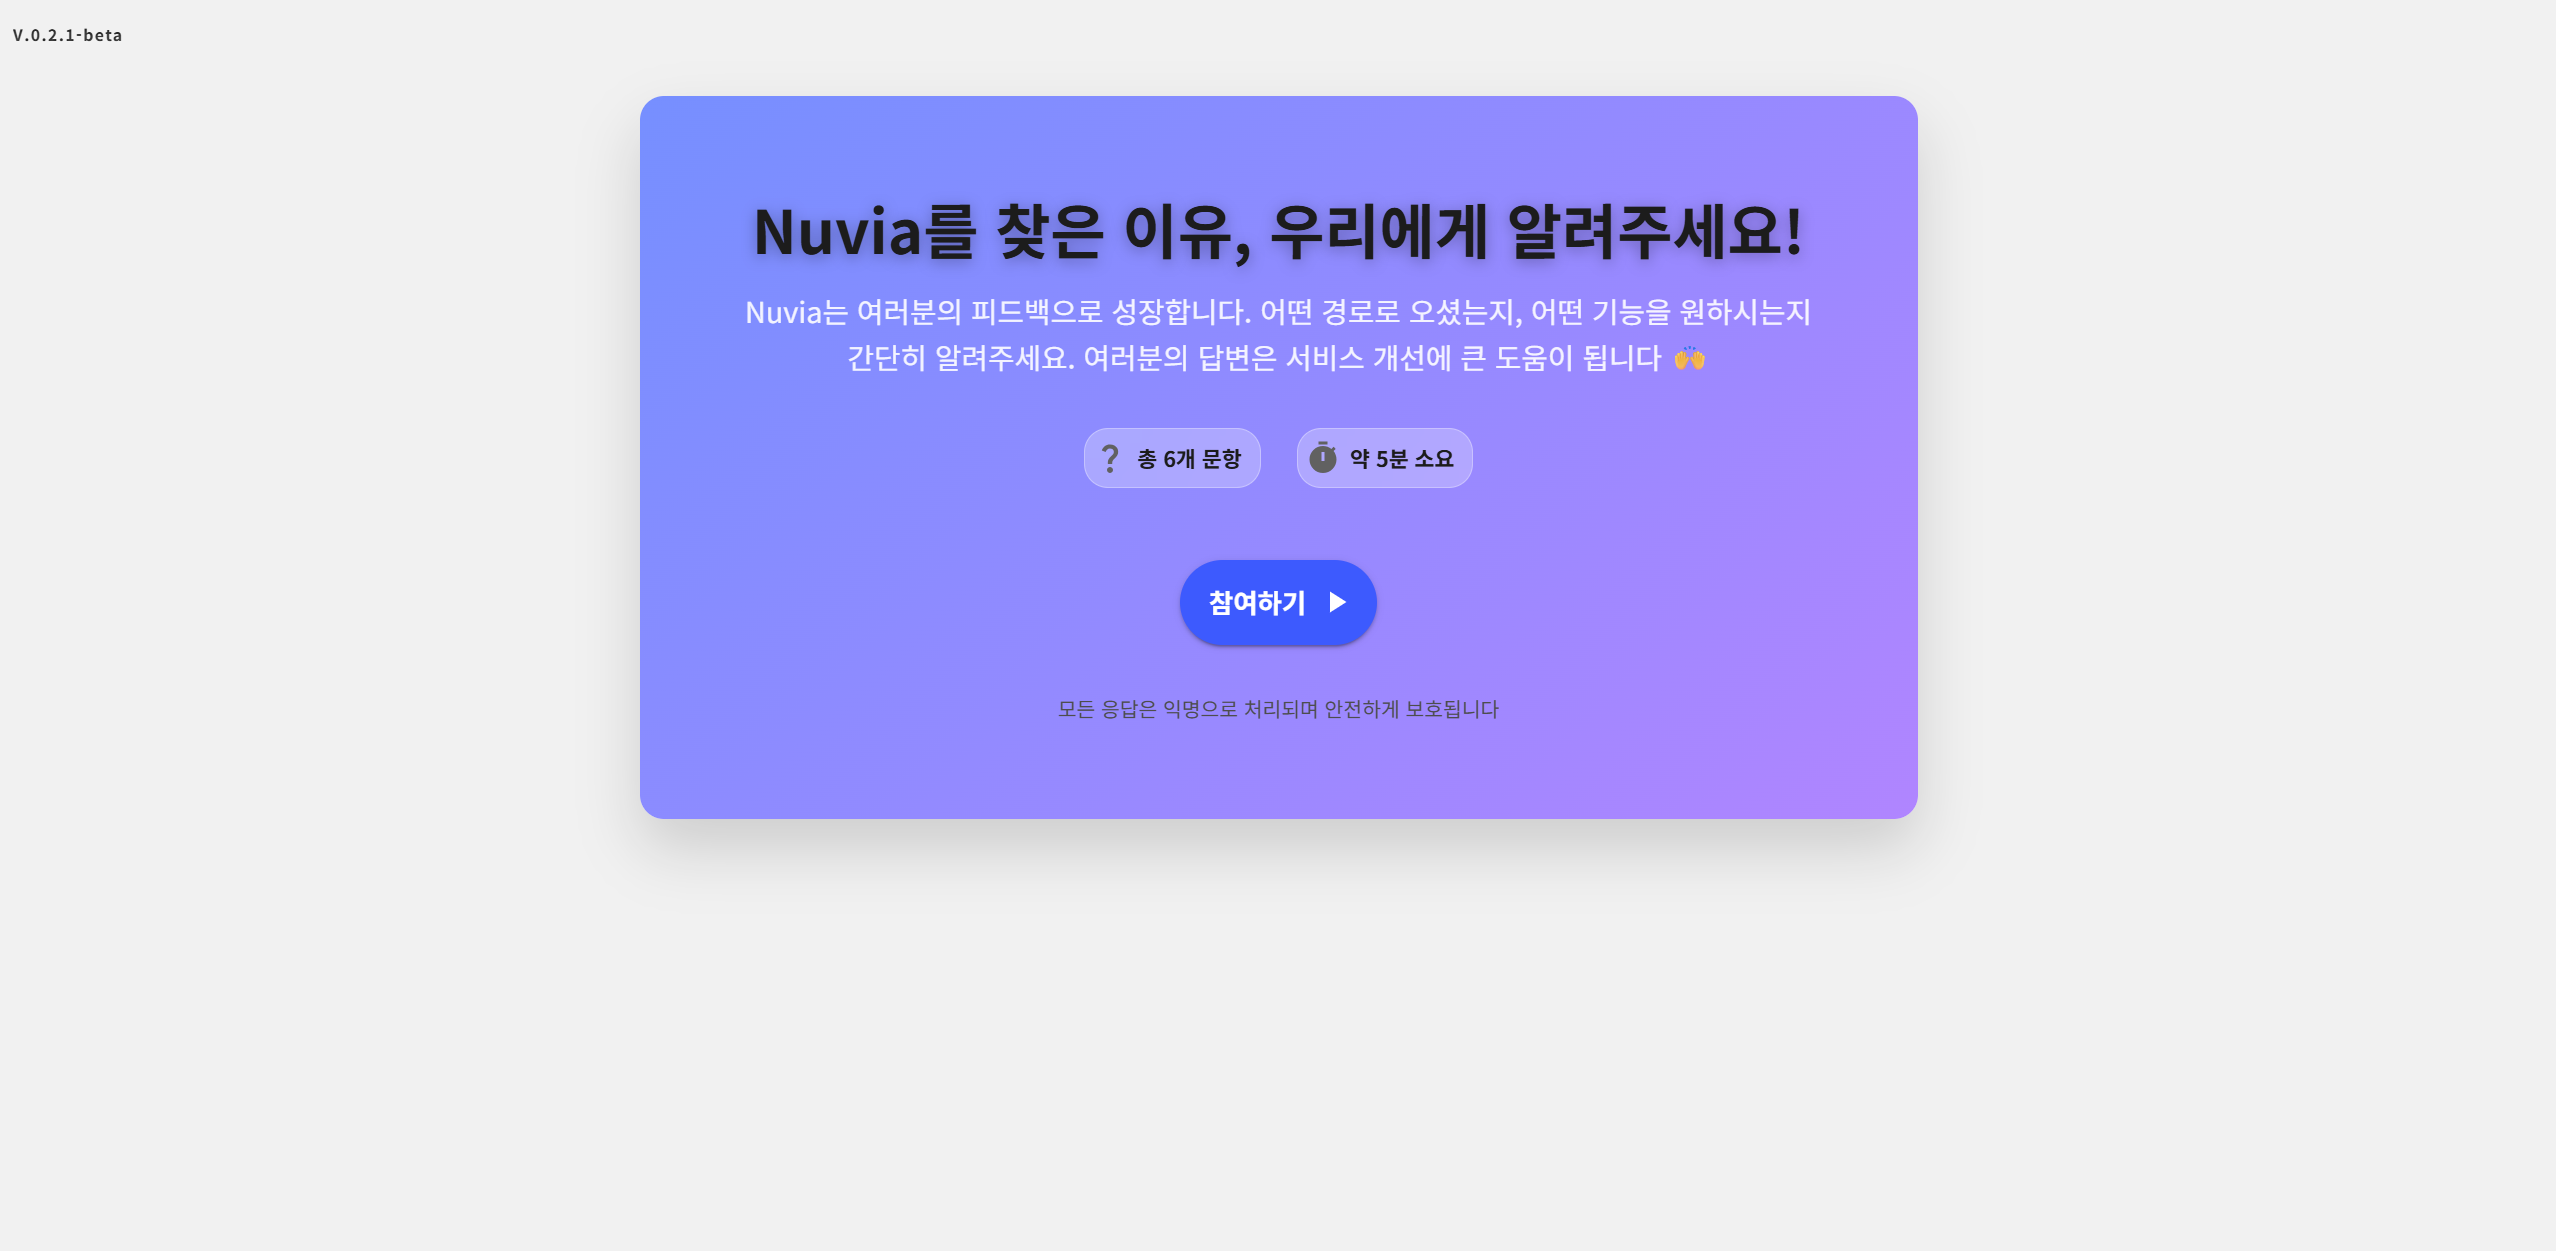 V.0.2.1-beta
Nuvia를 찾은 이유, 우리에게 알려주세요!
Nuvia는 여러분의 피드백으로 성장합니다. 어떤 경로로 오셨는지, 어떤 기능을 원하시는지
간단히 알려주세요. 여러분의 답변은 서비스 개선에 큰 도움이 됩니다 🙌
총 6개 문항
약 5분 소요
참여하기
모든 응답은 익명으로 처리되며 안전하게 보호됩니다